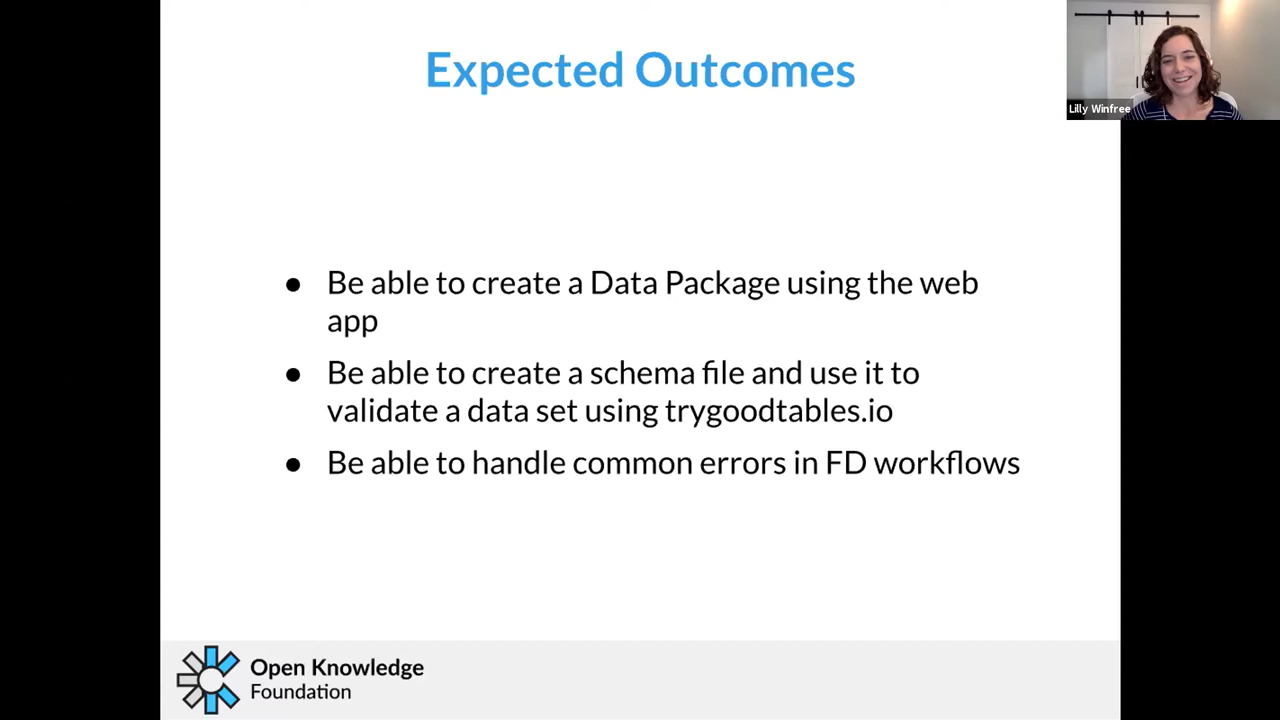 Expected Outcomes
Lilly Winfree
● Be able to create a Data Package using the web
app
● Be able to create a schema file and use it to
validate a data set using trygoodtables.io
● Be able to handle common errors in FD workflows
Open Knowledge
Foundation